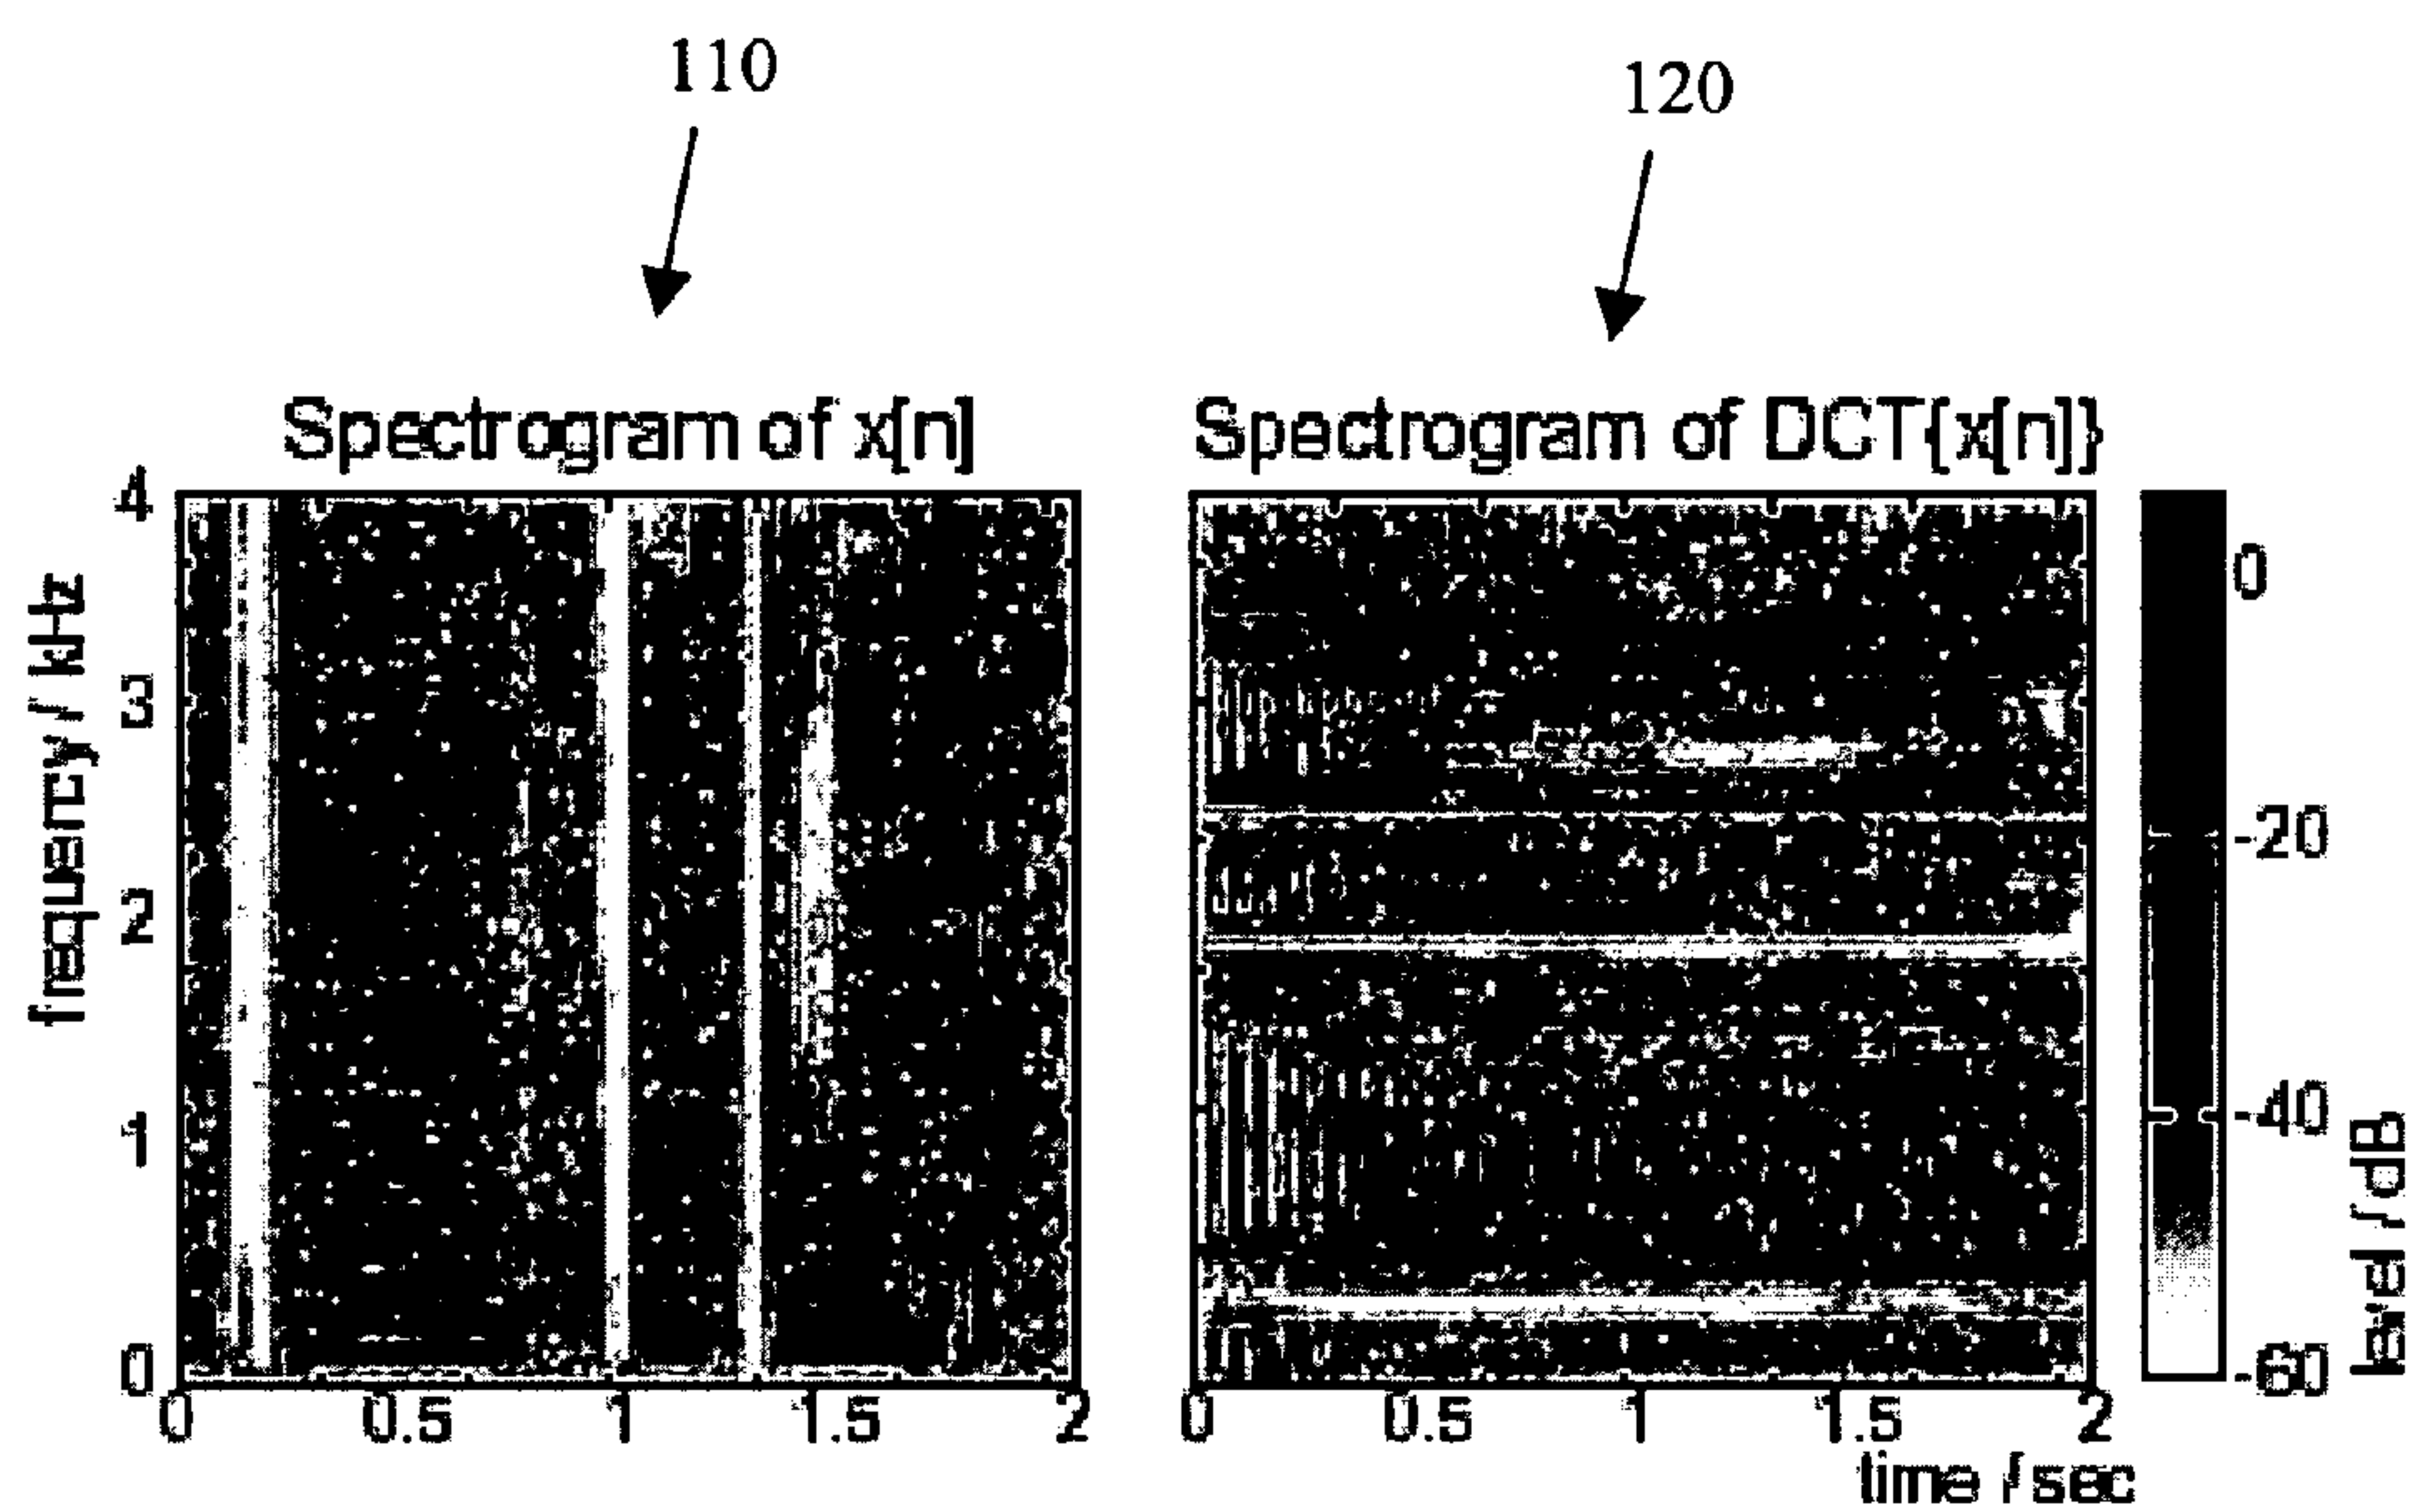 110
120
Spectrogram of x[n]
Spectrogram of DCT{x[n]}
frequency / kHz
4
3
2
1
0
0 0.5 1 1.5 2
0 0.5 1 1.5 2
time / sec
0
-20
-40
-60
level / dB